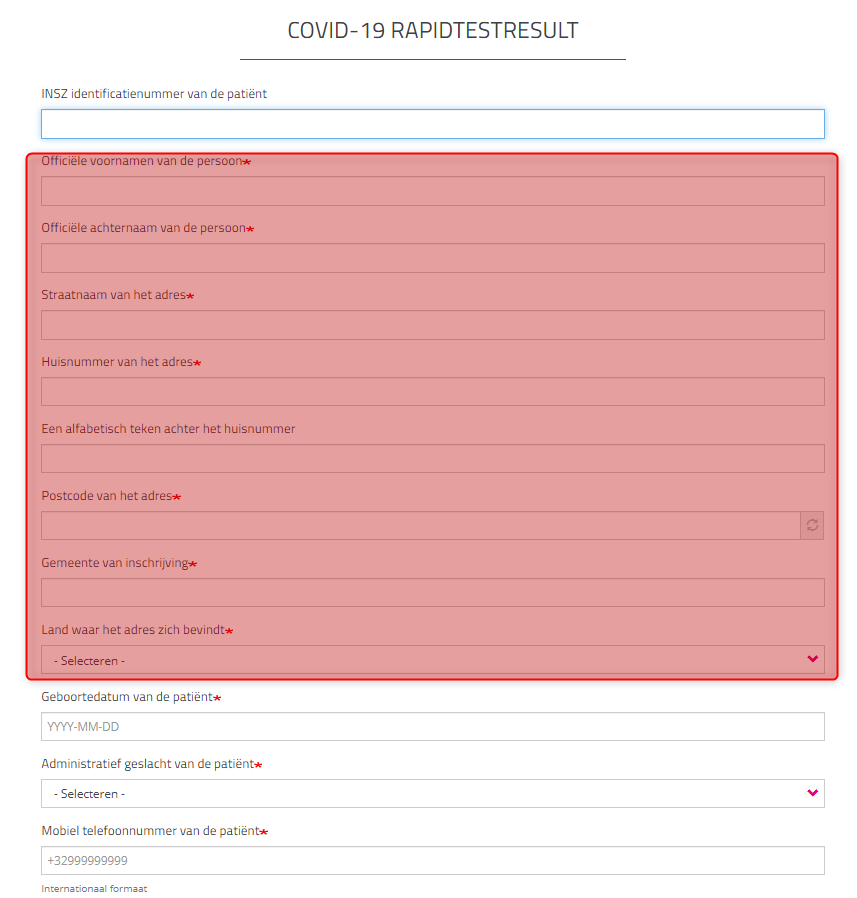 COVID-19 RAPIDTESTRESULT
INSZ identificatienummer van de patiënt
Officiële voornamen van de persoon*
Officiële achternaam van de persoon*
Straatnaam van het adres*
Huisnummer van het adres*
Een alfabetisch teken achter het huisnummer
Postcode van het adres*
Gemeente van inschrijving*
Land waar het adres zich bevindt*
- Selecteren -
Geboortedatum van de patiënt*
YYYY-MM-DD
Administratief geslacht van de patiënt*
- Selecteren -
Mobiel telefoonnummer van de patiënt*
+32999999999
Internationaal formaat